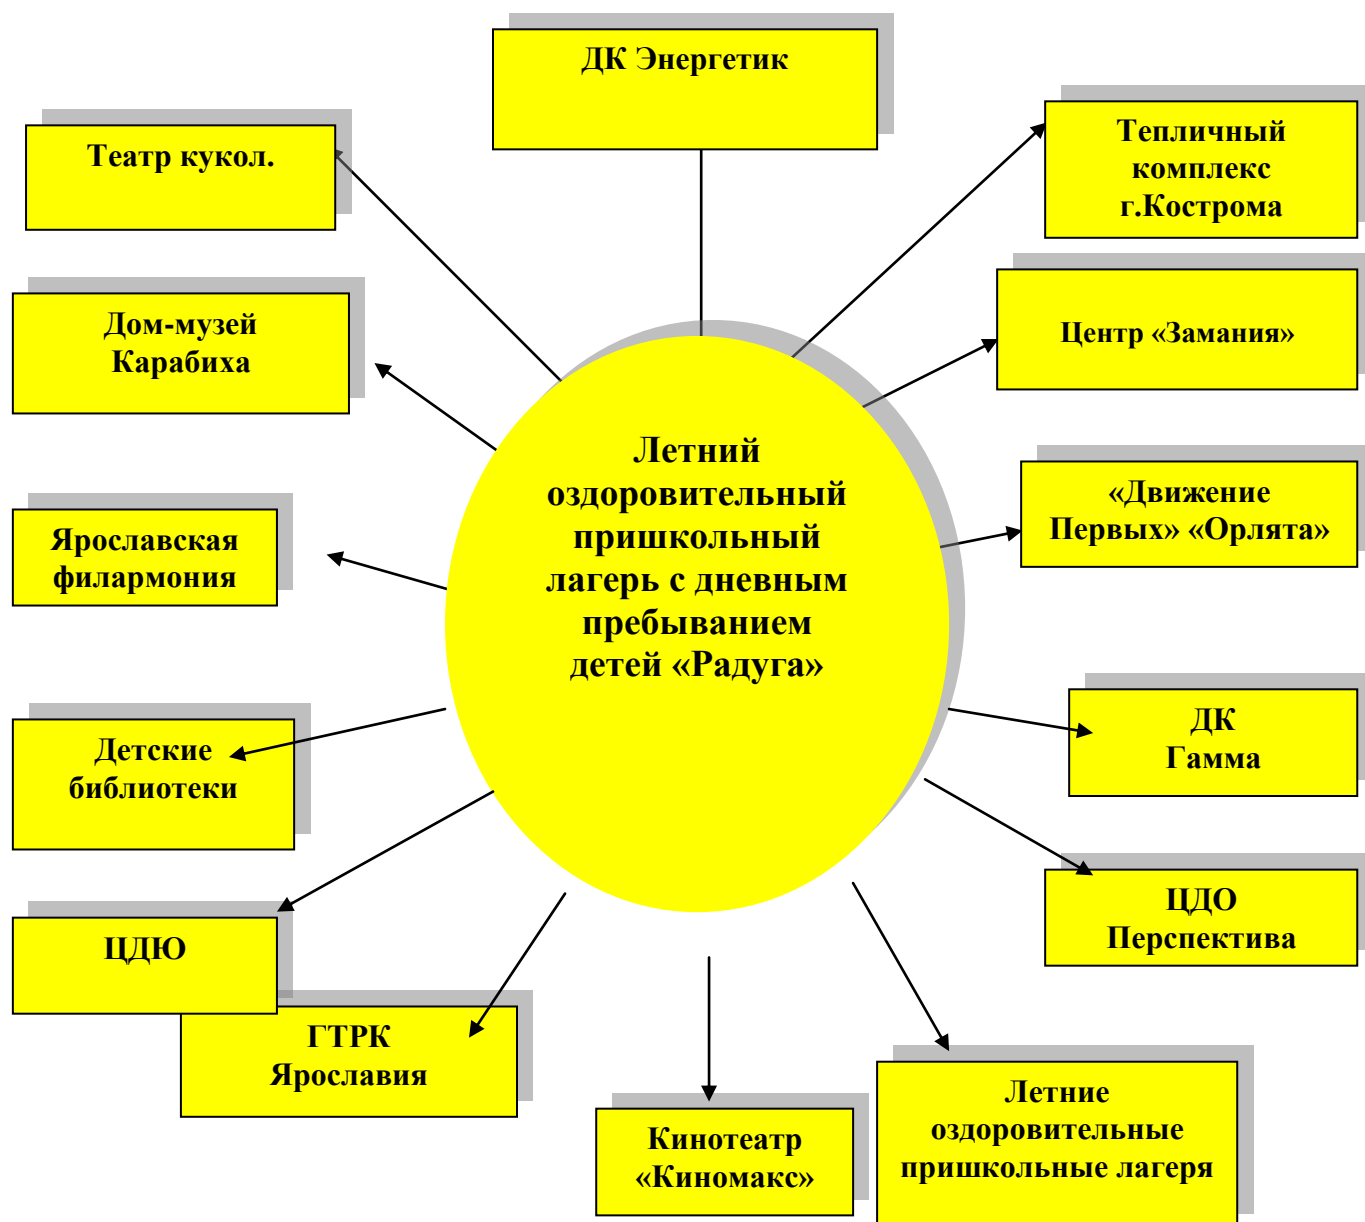 ДК Энергетик
Тепличный
комплекс
г.Кострома
Театр кукол.
Дом-музей
Карабиха
Центр «Замания»
Летний
оздоровительный
пришкольный
лагерь с дневным
пребыванием
детей «Радуга»
«Движение
Первых» «Орлята»
Ярославская
филармония
ДК
Гамма
Детские
библиотеки
ЦДО
Перспектива
ЦДЮ
ГТРК
Ярославия
Летние
оздоровительные
пришкольные лагеря
Кинотеатр
«Киномакс»